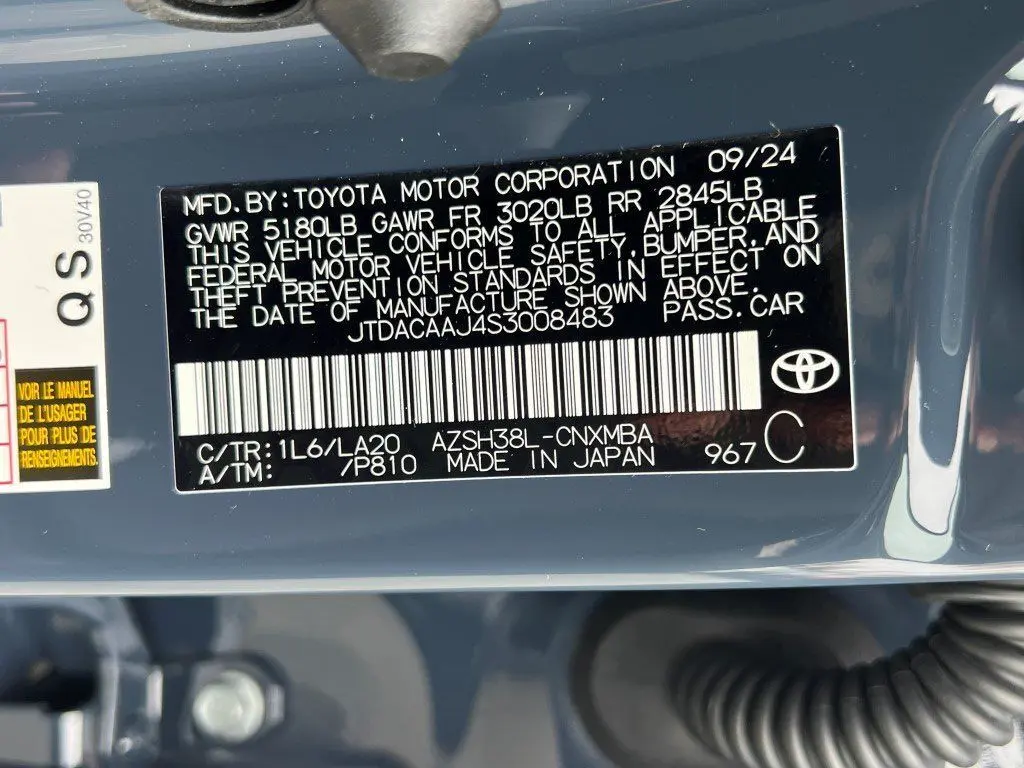 MFD.BY:TOYOTA MOTOR CORPORATION 09/24
GVWR 5180LB GAWR FR 3020LB RR 2845LB
THIS VEHICLE CONFORMS TO ALL APPLICABLE
FEDERAL MOTOR VEHICLE SAFETY,BUMPER,AND
THEFT PREVENTION STANDARDS IN EFFECT ON
THE DATE OF MANUFACTURE SHOWN ABOVE.
JTDACAAJ4S3008483 PASS.CAR
C/TR:1L6/LA20 AZSH38L-CNXMBA
A/TM: /P810 MADE IN JAPAN 967 C
QS
30V40
VOIR LE MANUEL
DE L'USAGER
POUR PLUS DE
RENSEIGNEMENTS.